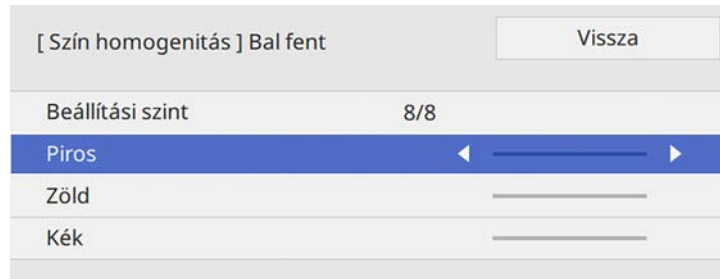 [ Szín homogenitás ] Bal fent
Vissza
Beállítási szint 8/8
Piros
Zöld
Kék